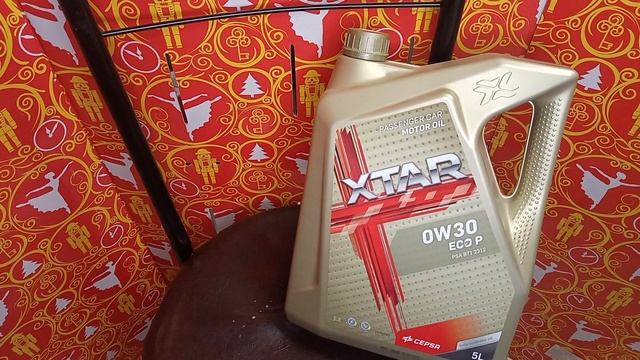 PASSENGER CAR
MOTOR OIL
XTAR
0W30
ECO P
PSA B71 2312
CEPSA
5L